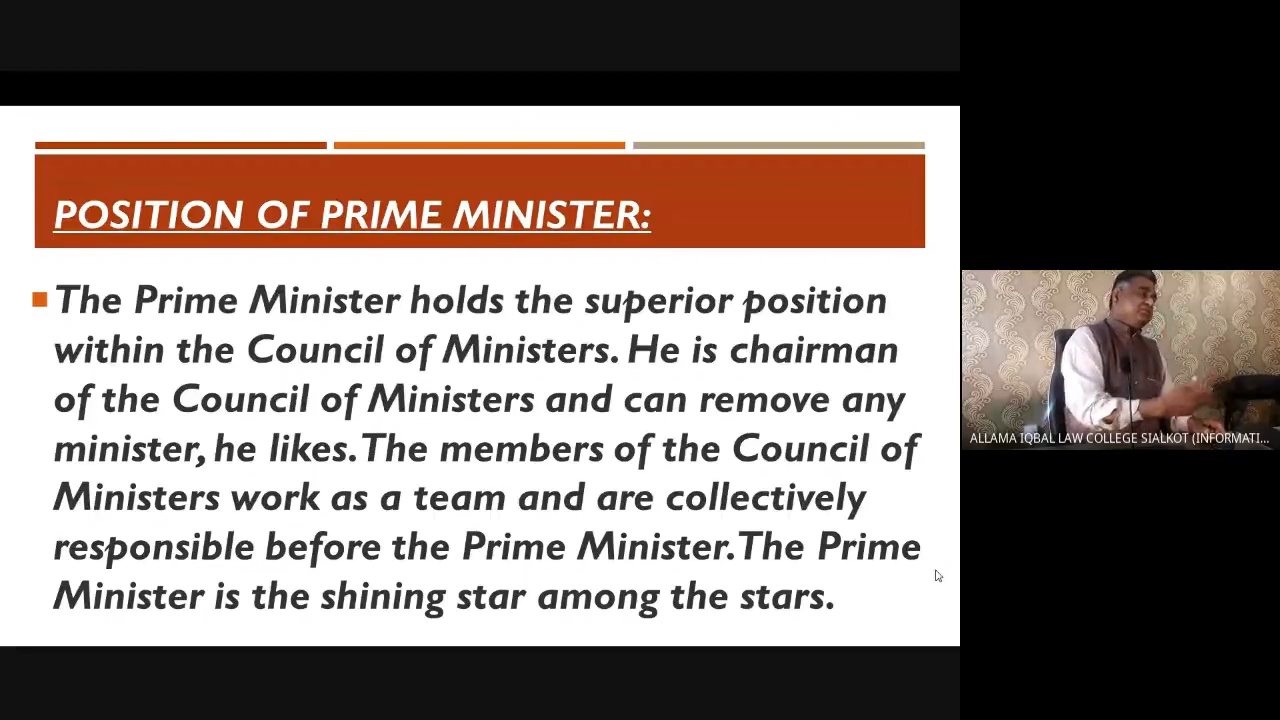 POSITION OF PRIME MINISTER:
The Prime Minister holds the superior position
within the Council of Ministers. He is chairman
of the Council of Ministers and can remove any
minister, he likes. The members of the Council of
Ministers work as a team and are collectively
responsible before the Prime Minister. The Prime
Minister is the shining star among the stars.
ALLAMA IQBAL LAW COLLEGE SIALKOT (INFORMATI...